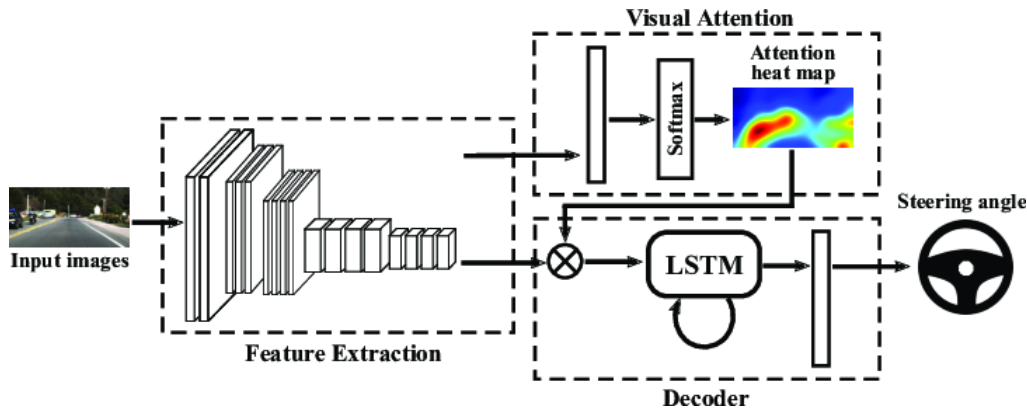 Visual Attention
Attention
heat map
Softmax
Input images
Feature Extraction
LSTM
Decoder
Steering angle